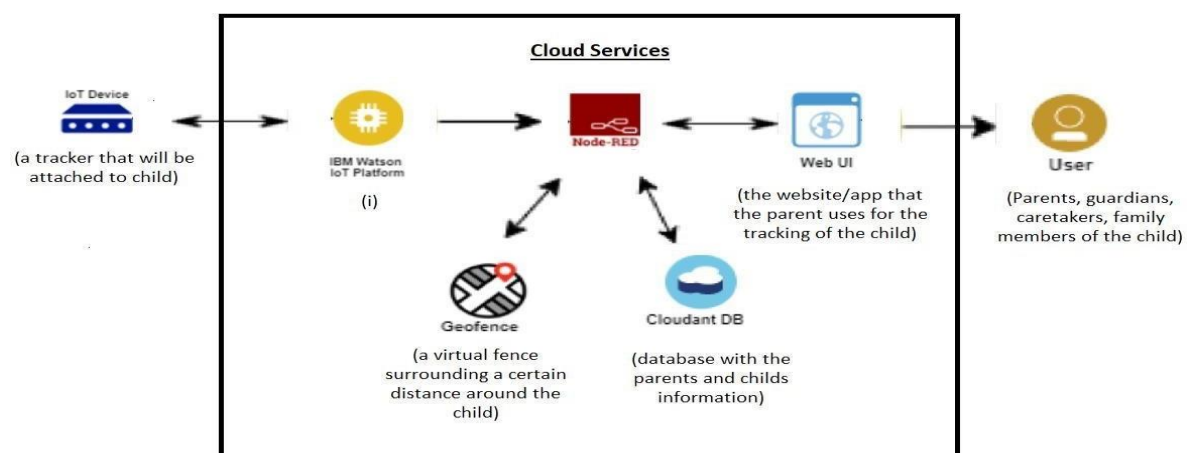 Cloud Services
IoT Device
(a tracker that will be
attached to child)
IBM Watson
IoT Platform
(i)
Node-RED
Web UI
(the website/app that
the parent uses for the
tracking of the child)
User
(Parents, guardians,
caretakers, family
members of the child)
Geofence
(a virtual fence
surrounding a certain
distance around the
child)
Cloudant DB
(database with the
parents and childs
information)